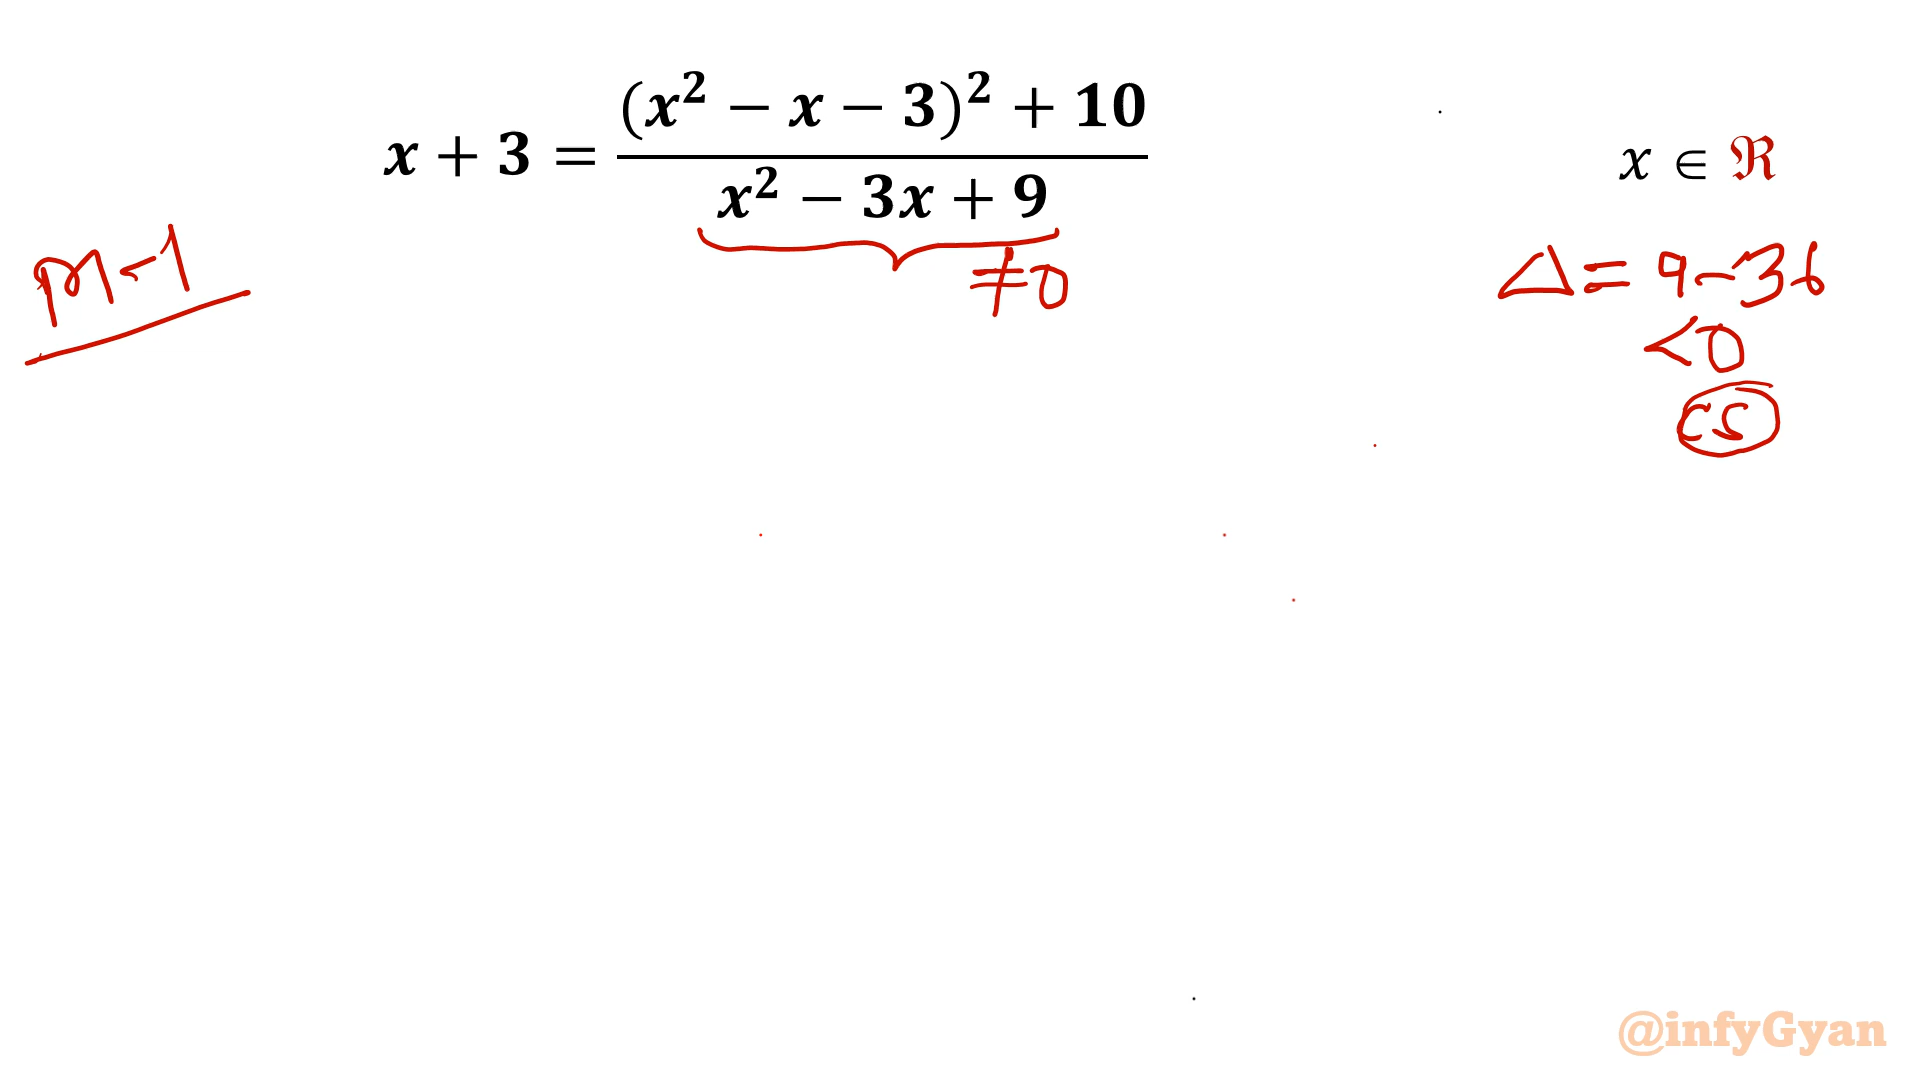 x + 3 = ((x² − x − 3)² + 10) / (x² − 3x + 9)
x ∈ ℜ
≠0
M-1
Δ= 9-36
<0
CS
@infyGyan